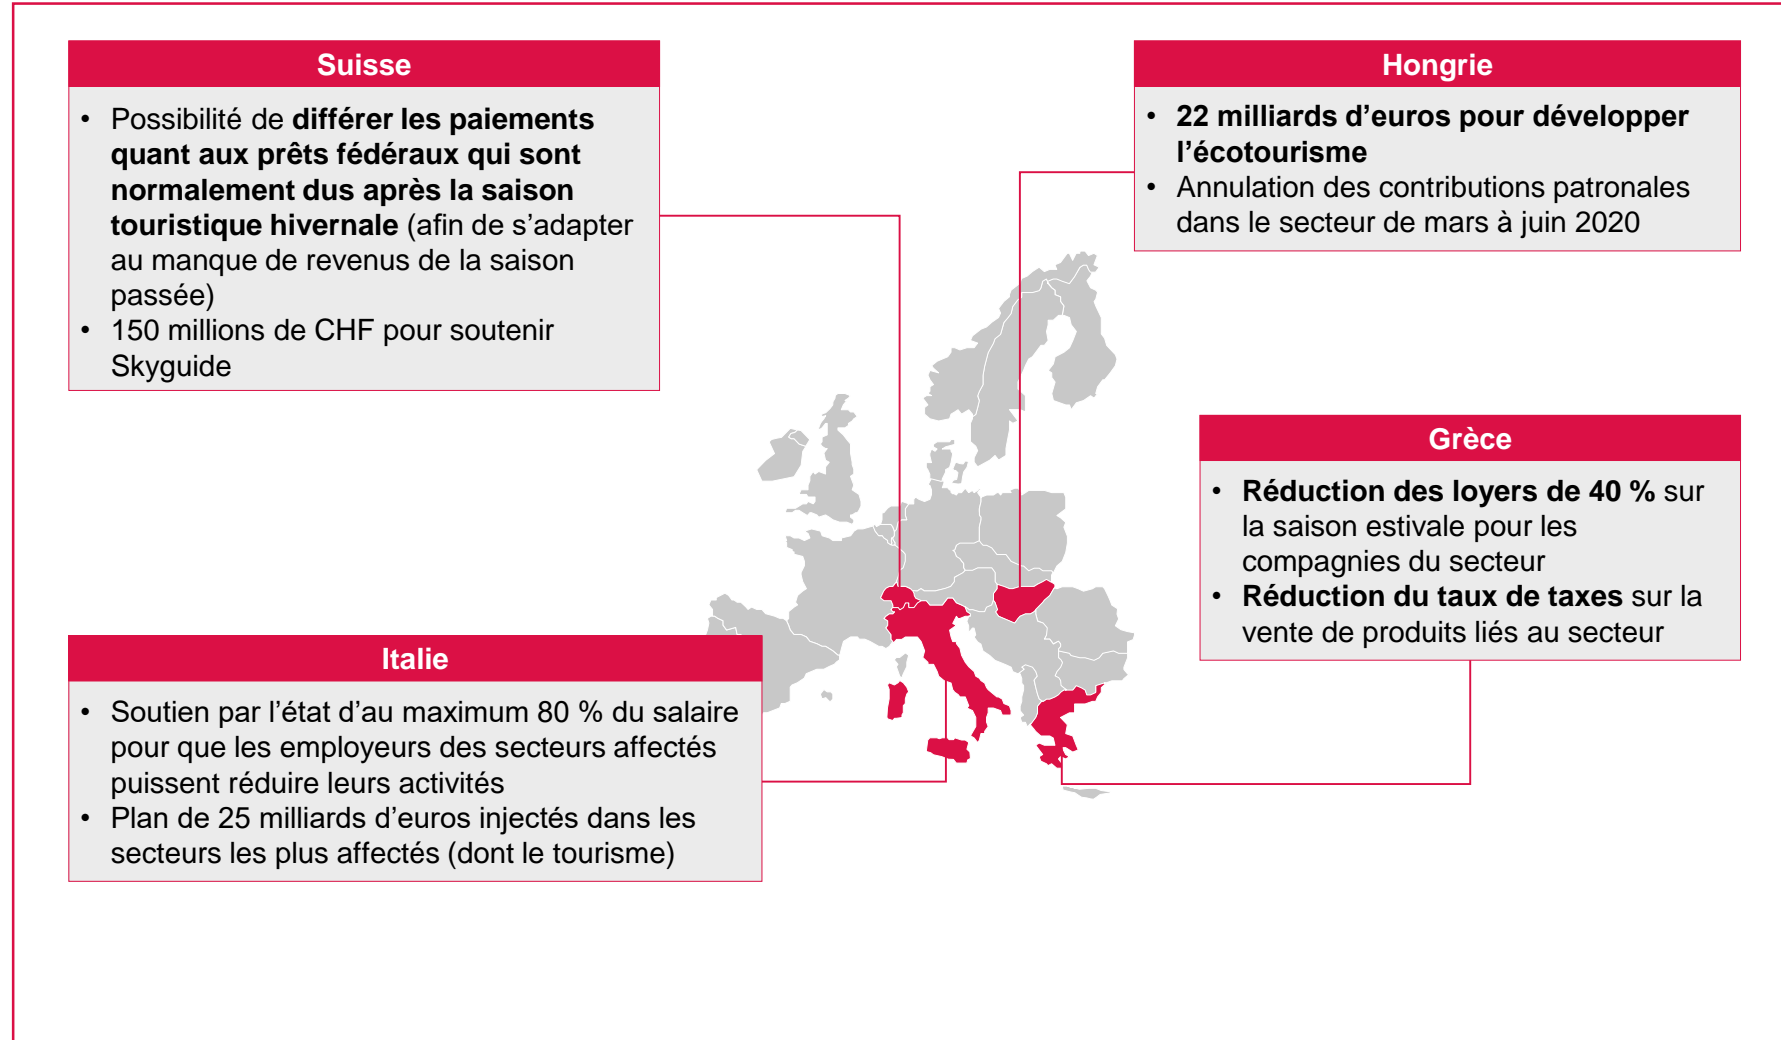 Suisse
• Possibilité de différer les paiements
quant aux prêts fédéraux qui sont
normalement dus après la saison
touristique hivernale (afin de s’adapter
au manque de revenus de la saison
passée)
• 150 millions de CHF pour soutenir
Skyguide
Hongrie
• 22 milliards d’euros pour développer
l’écotourisme
• Annulation des contributions patronales
dans le secteur de mars à juin 2020
Grèce
• Réduction des loyers de 40 % sur
la saison estivale pour les
compagnies du secteur
• Réduction du taux de taxes sur la
vente de produits liés au secteur
Italie
• Soutien par l’état d’au maximum 80 % du salaire
pour que les employeurs des secteurs affectés
puissent réduire leurs activités
• Plan de 25 milliards d’euros injectés dans les
secteurs les plus affectés (dont le tourisme)